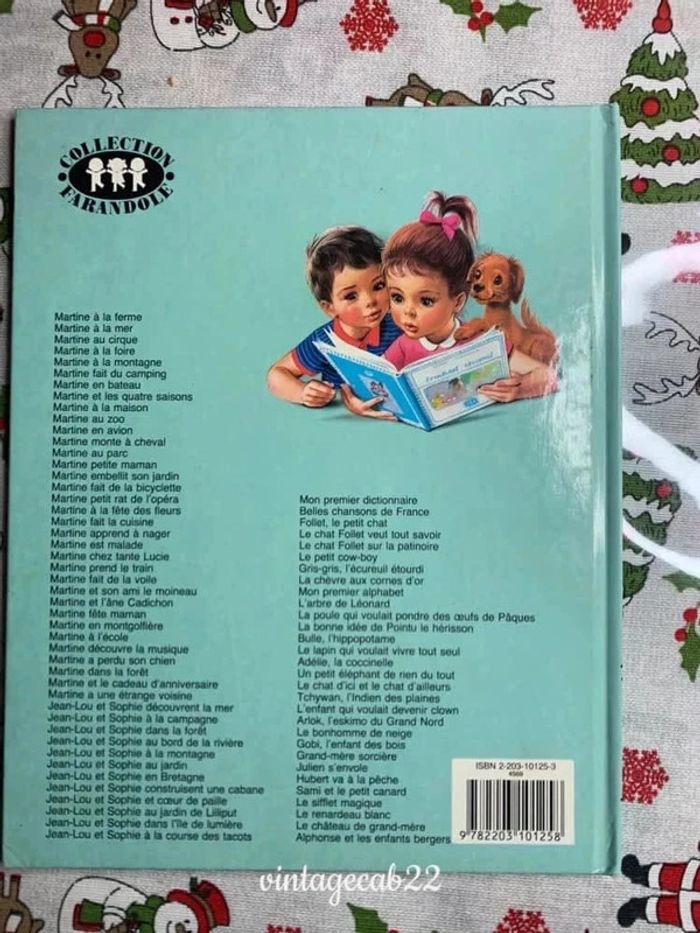 COLLECTION
FARANDOLE
Martine à la ferme
Martine à la mer
Martine au cirque
Martine à la foire
Martine à la montagne
Martine fait du camping
Martine en bateau
Martine et les quatre saisons
Martine à la maison
Martine au zoo
Martine en avion
Martine monte à cheval
Martine au parc
Martine petite maman
Martine embellit son jardin
Martine fait de la bicyclette
Martine petit rat de l'opéra
Martine à la fête des fleurs
Martine fait la cuisine
Martine apprend à nager
Martine est malade
Martine chez tante Lucie
Martine prend le train
Martine fait de la voile
Martine et son ami le moineau
Martine et l'âne Cadichon
Martine fête maman
Martine en montgolfière
Martine à l'école
Martine découvre la musique
Martine a perdu son chien
Martine dans la forêt
Martine et le cadeau d'anniversaire
Martine a une étrange voisine
Jean-Lou et Sophie découvrent la mer
Jean-Lou et Sophie à la campagne
Jean-Lou et Sophie dans la forêt
Jean-Lou et Sophie au bord de la rivière
Jean-Lou et Sophie à la montagne
Jean-Lou et Sophie au jardin
Jean-Lou et Sophie en Bretagne
Jean-Lou et Sophie construisent une cabane
Jean-Lou et Sophie et cœur de paille
Jean-Lou et Sophie au jardin de Liliput
Jean-Lou et Sophie dans l'île de lumière
Jean-Lou et Sophie à la course des tacots
Mon premier dictionnaire
Belles chansons de France
Follet, le petit chat
Le chat Follet veut tout savoir
Le chat Follet sur la patinoire
Le petit cow-boy
Gris-gris, l'écureuil étourdi
La chèvre aux cornes d'or
Mon premier alphabet
L'arbre de Léonard
La poule qui voulait pondre des œufs de Pâques
La bonne idée de Pointu le hérisson
Bulle, l'hippopotame
Le lapin qui voulait vivre tout seul
Adélie, la coccinelle
Un petit éléphant de rien du tout
Le chat d'ici et le chat d'ailleurs
Tchywan, l'Indien des plaines
L'enfant qui voulait devenir clown
Arlok, l'eskimo du Grand Nord
Le bonhomme de neige
Gobi, l'enfant des bois
Grand-mère sorcière
Julien s'envole
Hubert va à la pêche
Sami et le petit canard
Le sifflet magique
Le renardeau blanc
Le château de grand-mère
Alphonse et les enfants bergers
ISBN 2-203-10125-3
4569
9 782203 101258
vintagecab22